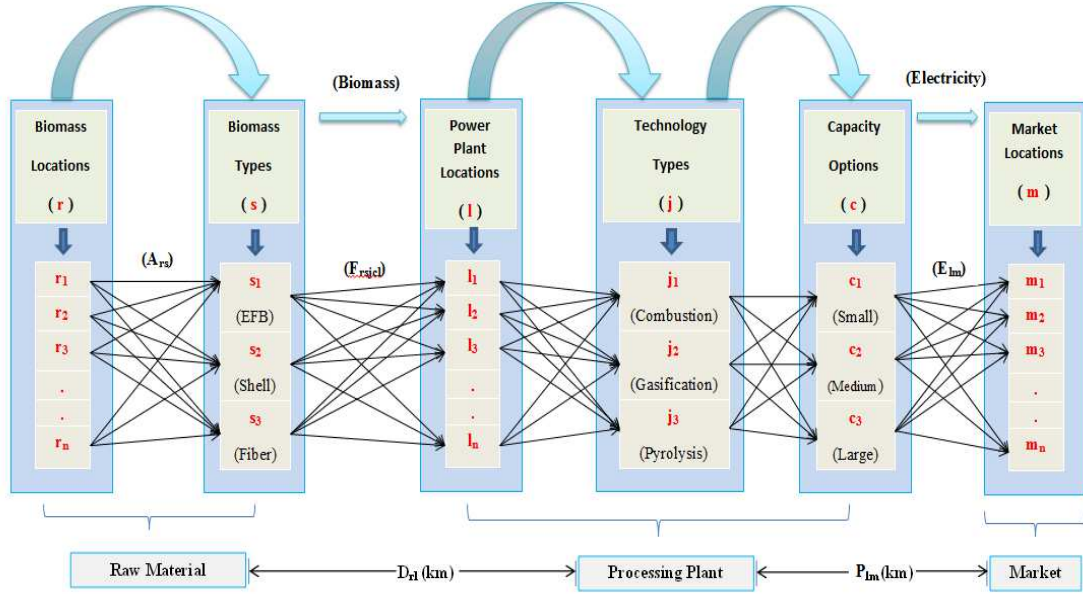 (Biomass)
(Electricity)
Biomass
Locations
( r )
Biomass
Types
( s )
Power
Plant
Locations
( l )
Technology
Types
( j )
Capacity
Options
( c )
Market
Locations
( m )
(Ars)
(Frsjcl)
(Elm)
r1
r2
r3
.
.
rn
s1
(EFB)
s2
(Shell)
s3
(Fiber)
l1
l2
l3
.
.
ln
j1
(Combustion)
j2
(Gasification)
j3
(Pyrolysis)
c1
(Small)
c2
(Medium)
c3
(Large)
m1
m2
m3
.
.
mn
Raw Material
Drl (km)
Processing Plant
Plm (km)
Market